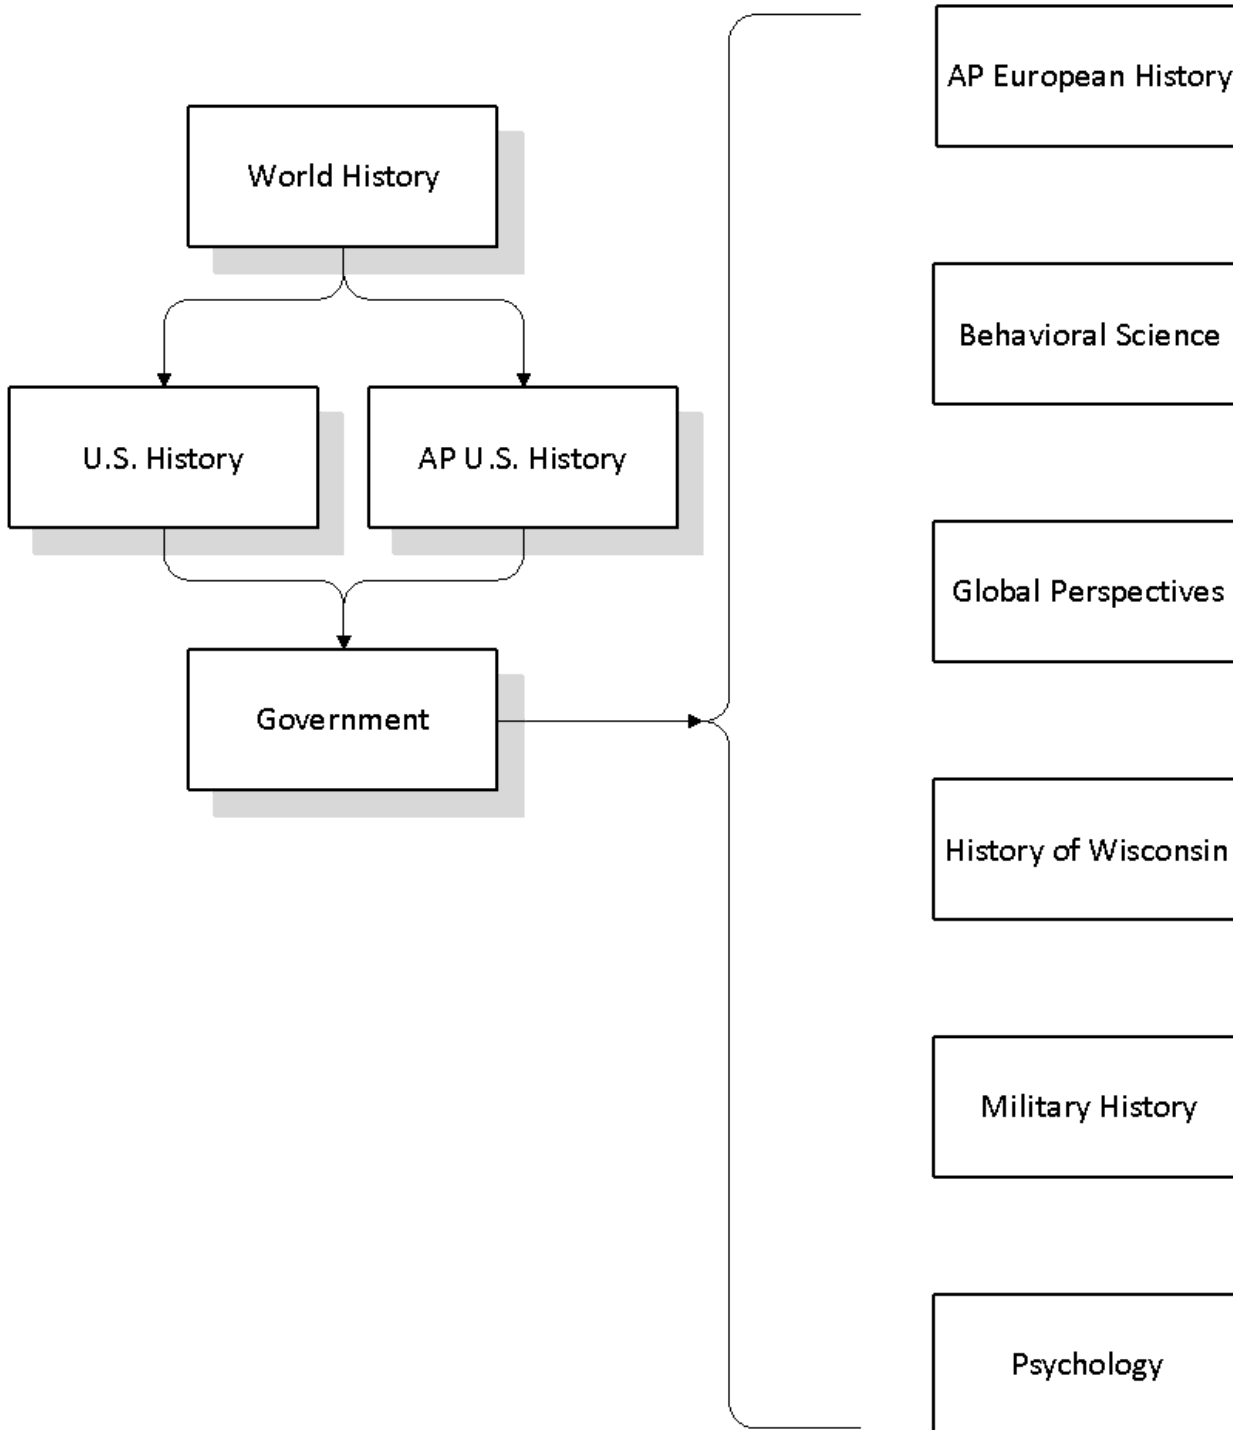 World History
U.S. History
AP U.S. History
Government
AP European History
Behavioral Science
Global Perspectives
History of Wisconsin
Military History
Psychology